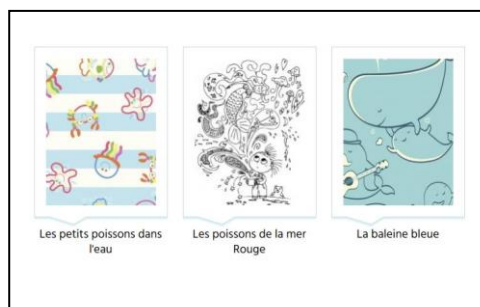 Les petits poissons dans
l'eau
Les poissons de la mer
Rouge
La baleine bleue